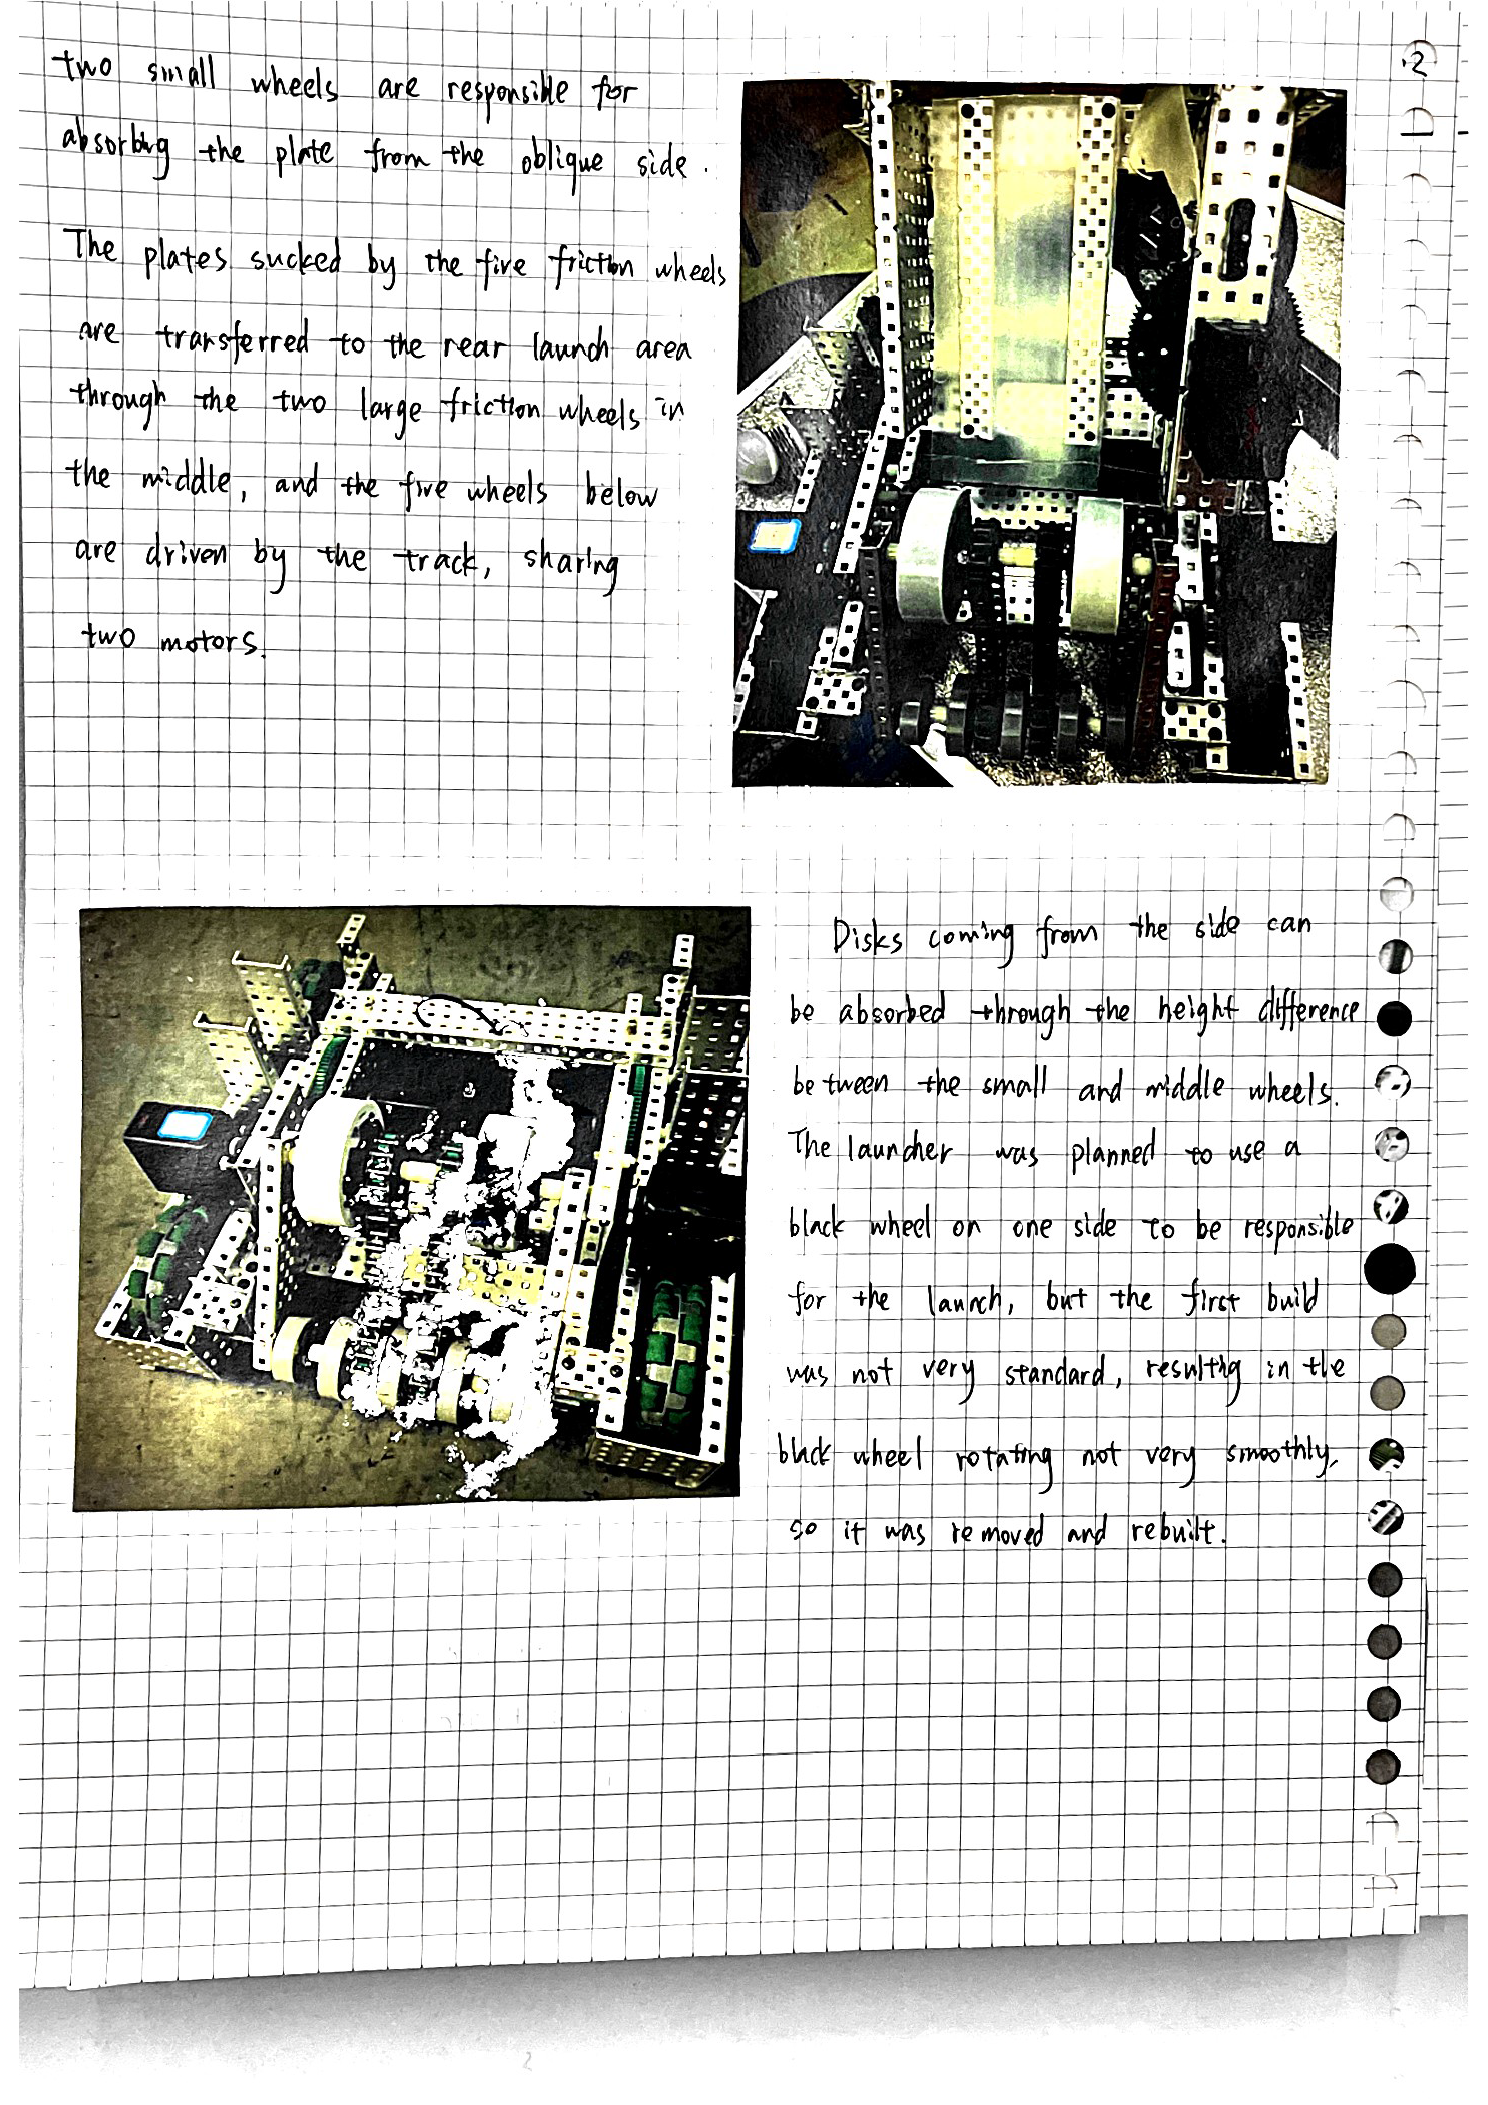 2
two small wheels are responsible for
absorbing the plate from the oblique side.
The plates sucked by the five friction wheels
are transferred to the rear launch area
through the two large friction wheels in
the middle, and the five wheels below
are driven by the track, sharing
two motors.
Disks coming from the side can
be absorbed through the height difference
between the small and middle wheels.
The launcher was planned to use a
black wheel on one side to be responsible
for the launch, but the first build
was not very standard, resulting in the
black wheel rotating not very smoothly,
so it was removed and rebuilt.